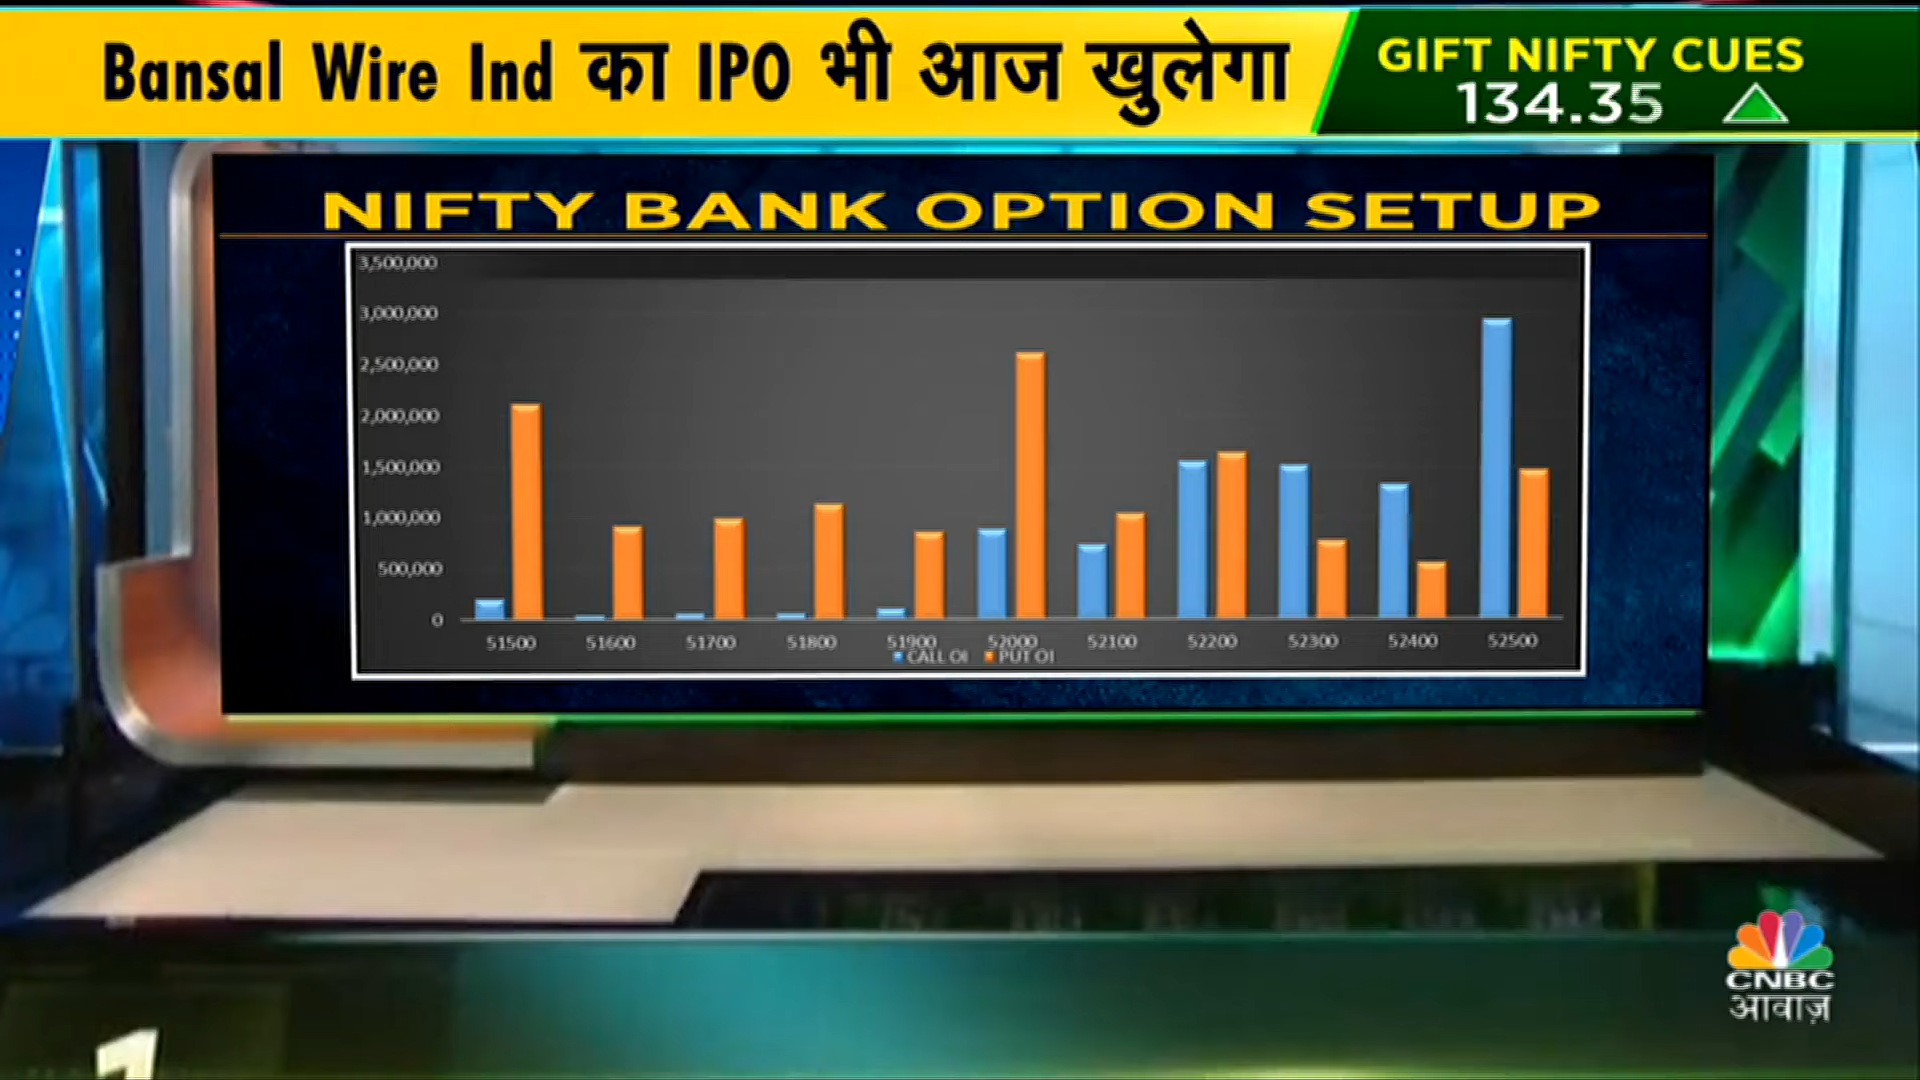 Bansal Wire Ind का IPO भी आज खुलेगा
GIFT NIFTY CUES
134.35
NIFTY BANK OPTION SETUP
3,500,000
3,000,000
2,500,000
2,000,000
1,500,000
1,000,000
500,000
0
51500 51600 51700 51800 51900 52000 52100 52200 52300 52400 52500
CALL OI PUT OI
CNBC
आवाज़
1